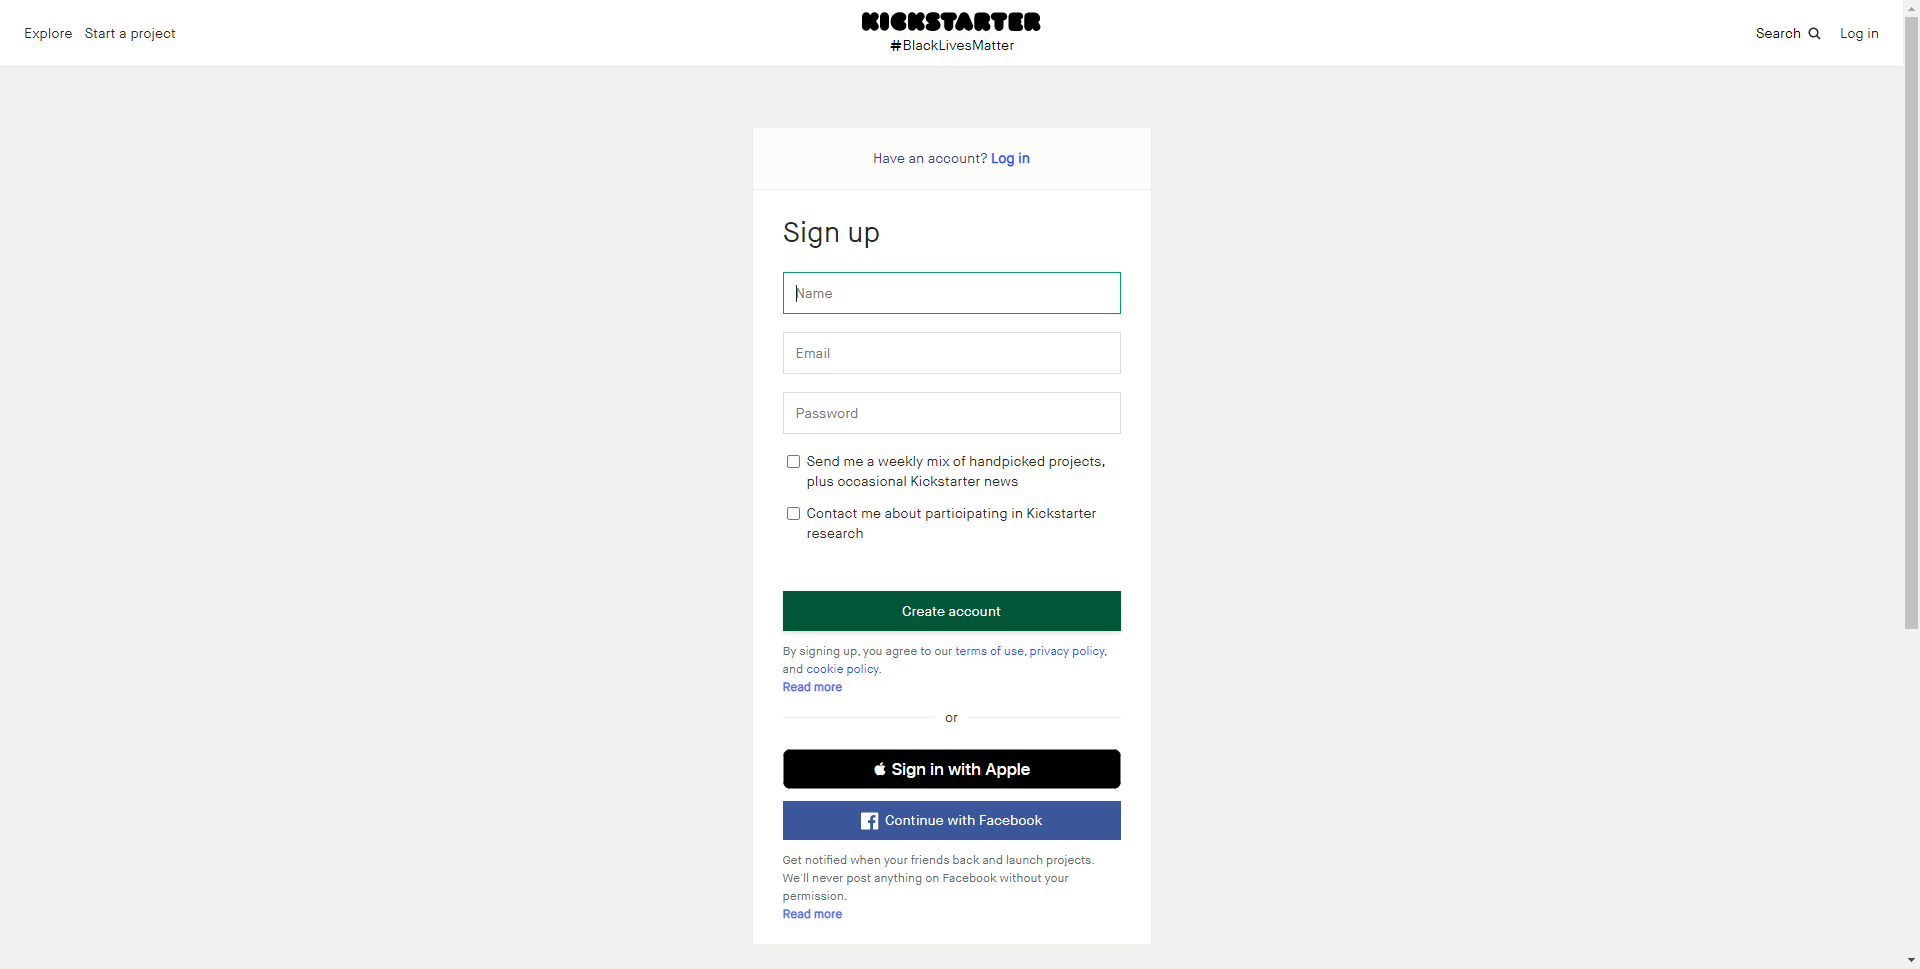 Explore Start a project
KICKSTARTER
#BlackLivesMatter
Search Log in
Have an account? Log in
Sign up
Name
Email
Password
Send me a weekly mix of handpicked projects,
plus occasional Kickstarter news
Contact me about participating in Kickstarter
research
Create account
By signing up, you agree to our terms of use, privacy policy,
and cookie policy.
Read more
or
Sign in with Apple
Continue with Facebook
Get notified when your friends back and launch projects.
We'll never post anything on Facebook without your
permission.
Read more